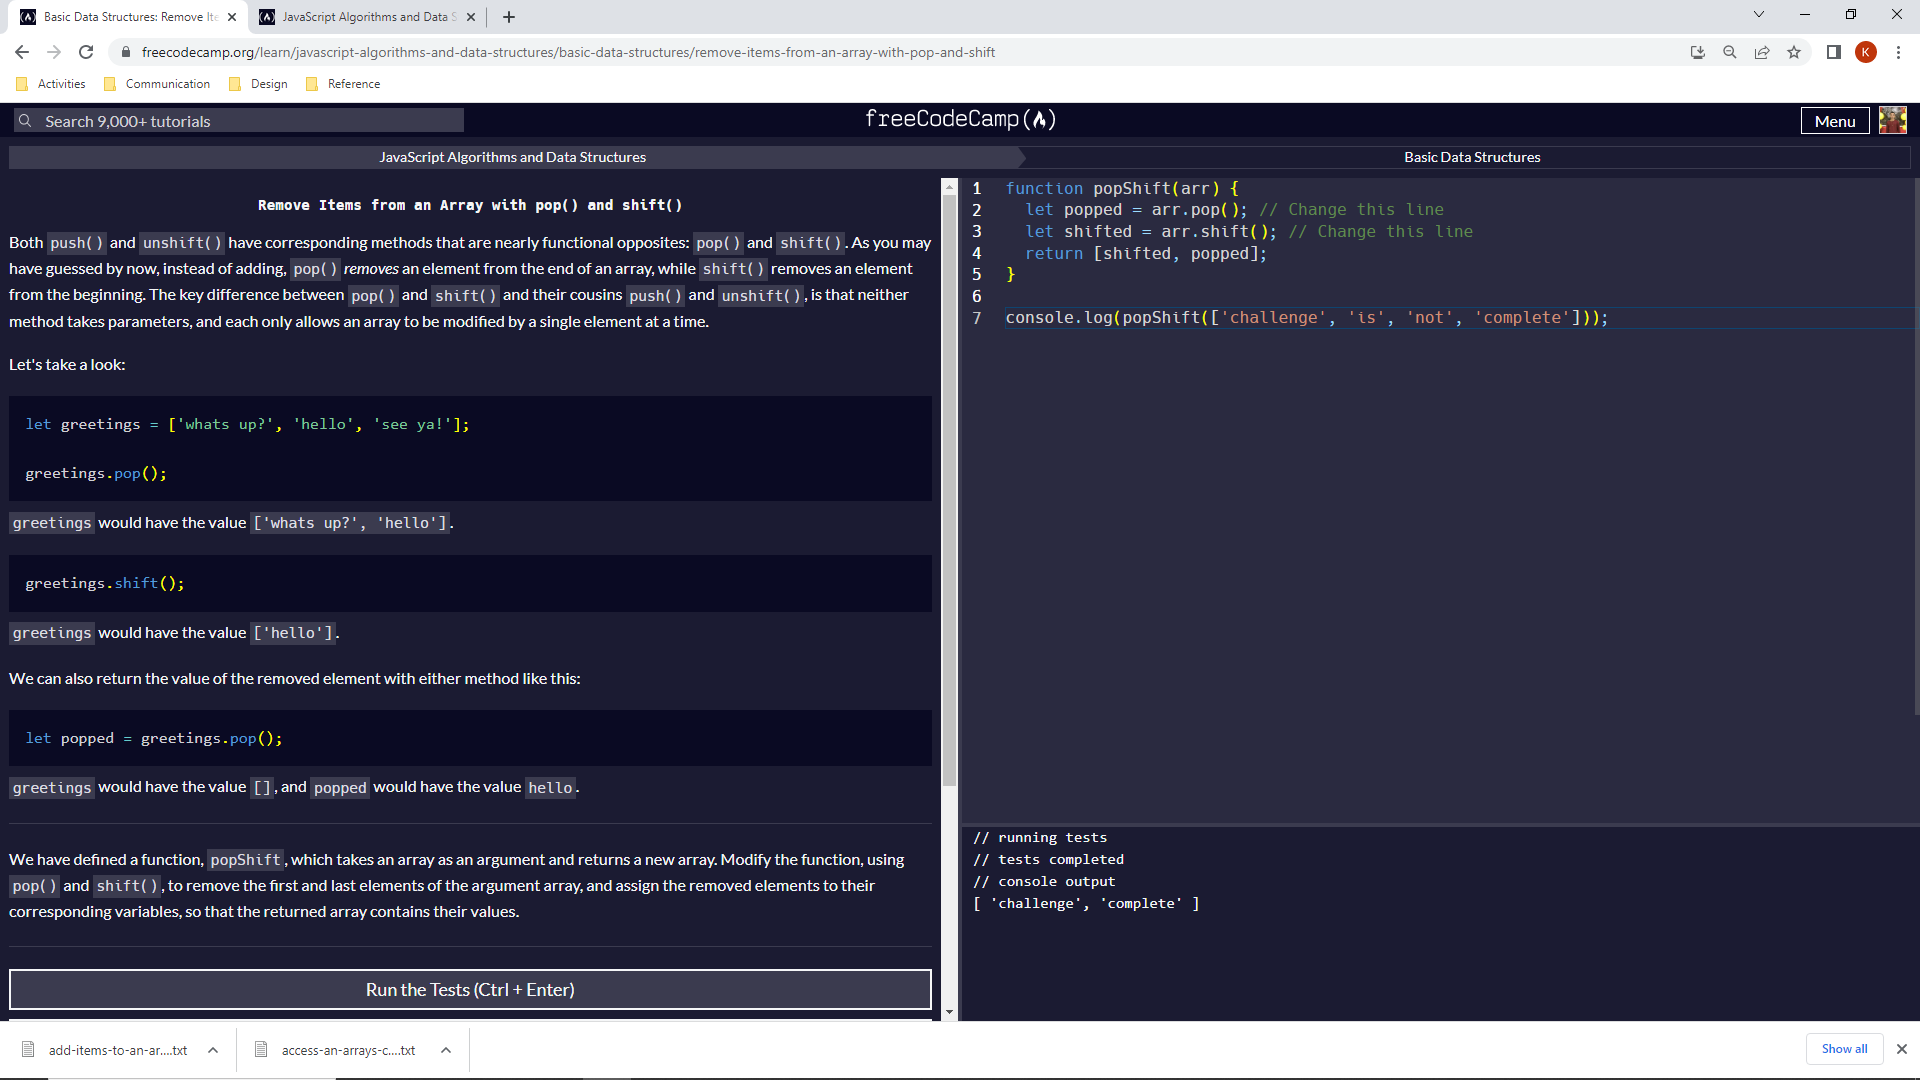 Basic Data Structures: Remove Ite
JavaScript Algorithms and Data S
freecodecamp.org/learn/javascript-algorithms-and-data-structures/basic-data-structures/remove-items-from-an-array-with-pop-and-shift
K
Activities
Communication
Design
Reference
Search 9,000+ tutorials
freeCodeCamp
Menu
JavaScript Algorithms and Data Structures
Basic Data Structures
Remove Items from an Array with pop() and shift()
Both push() and unshift() have corresponding methods that are nearly functional opposites: pop() and shift(). As you may
have guessed by now, instead of adding, pop() removes an element from the end of an array, while shift() removes an element
from the beginning. The key difference between pop() and shift() and their cousins push() and unshift(), is that neither
method takes parameters, and each only allows an array to be modified by a single element at a time.
Let's take a look:
let greetings = ['whats up?', 'hello', 'see ya!'];
greetings.pop();
greetings would have the value ['whats up?', 'hello'].
greetings.shift();
greetings would have the value ['hello'].
We can also return the value of the removed element with either method like this:
let popped = greetings.pop();
greetings would have the value [], and popped would have the value hello.
We have defined a function, popShift, which takes an array as an argument and returns a new array. Modify the function, using
pop() and shift(), to remove the first and last elements of the argument array, and assign the removed elements to their
corresponding variables, so that the returned array contains their values.
Run the Tests (Ctrl + Enter)
1 function popShift(arr) {
2 let popped = arr.pop(); // Change this line
3 let shifted = arr.shift(); // Change this line
4 return [shifted, popped];
5 }
6
7 console.log(popShift(['challenge', 'is', 'not', 'complete']));
// running tests
// tests completed
// console output
[ 'challenge', 'complete' ]
add-items-to-an-ar....txt
access-an-arrays-c....txt
Show all